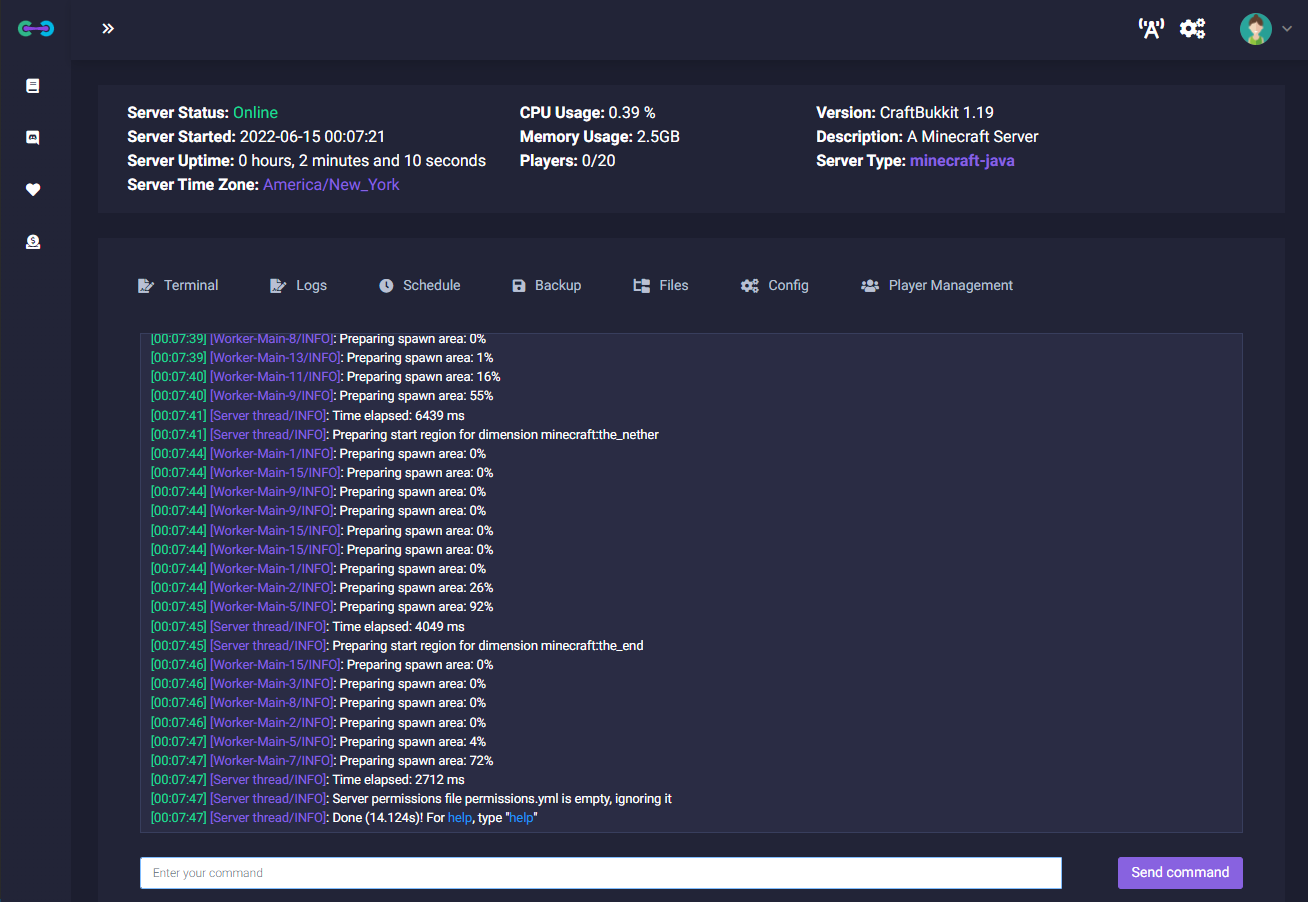 Server Status: Online
Server Started: 2022-06-15 00:07:21
Server Uptime: 0 hours, 2 minutes and 10 seconds
Server Time Zone: America/New_York
CPU Usage: 0.39 %
Memory Usage: 2.5GB
Players: 0/20
Version: CraftBukkit 1.19
Description: A Minecraft Server
Server Type: minecraft-java
Terminal
Logs
Schedule
Backup
Files
Config
Player Management
[00:07:39] [Worker-Main-8/INFO]: Preparing spawn area: 0%
[00:07:39] [Worker-Main-13/INFO]: Preparing spawn area: 1%
[00:07:40] [Worker-Main-11/INFO]: Preparing spawn area: 16%
[00:07:40] [Worker-Main-9/INFO]: Preparing spawn area: 55%
[00:07:41] [Server thread/INFO]: Time elapsed: 6439 ms
[00:07:41] [Server thread/INFO]: Preparing start region for dimension minecraft:the_nether
[00:07:44] [Worker-Main-1/INFO]: Preparing spawn area: 0%
[00:07:44] [Worker-Main-15/INFO]: Preparing spawn area: 0%
[00:07:44] [Worker-Main-9/INFO]: Preparing spawn area: 0%
[00:07:44] [Worker-Main-9/INFO]: Preparing spawn area: 0%
[00:07:44] [Worker-Main-15/INFO]: Preparing spawn area: 0%
[00:07:44] [Worker-Main-15/INFO]: Preparing spawn area: 0%
[00:07:44] [Worker-Main-1/INFO]: Preparing spawn area: 0%
[00:07:44] [Worker-Main-2/INFO]: Preparing spawn area: 26%
[00:07:45] [Worker-Main-5/INFO]: Preparing spawn area: 92%
[00:07:45] [Server thread/INFO]: Time elapsed: 4049 ms
[00:07:45] [Server thread/INFO]: Preparing start region for dimension minecraft:the_end
[00:07:46] [Worker-Main-15/INFO]: Preparing spawn area: 0%
[00:07:46] [Worker-Main-3/INFO]: Preparing spawn area: 0%
[00:07:46] [Worker-Main-8/INFO]: Preparing spawn area: 0%
[00:07:46] [Worker-Main-2/INFO]: Preparing spawn area: 0%
[00:07:47] [Worker-Main-5/INFO]: Preparing spawn area: 4%
[00:07:47] [Worker-Main-7/INFO]: Preparing spawn area: 72%
[00:07:47] [Server thread/INFO]: Time elapsed: 2712 ms
[00:07:47] [Server thread/INFO]: Server permissions file permissions.yml is empty, ignoring it
[00:07:47] [Server thread/INFO]: Done (14.124s)! For help, type "help"
Enter your command
Send command